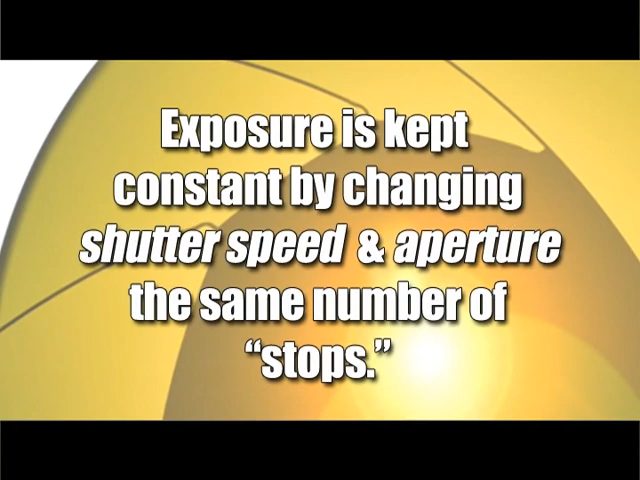 Exposure is kept
constant by changing
shutter speed & aperture
the same number of
“stops.”